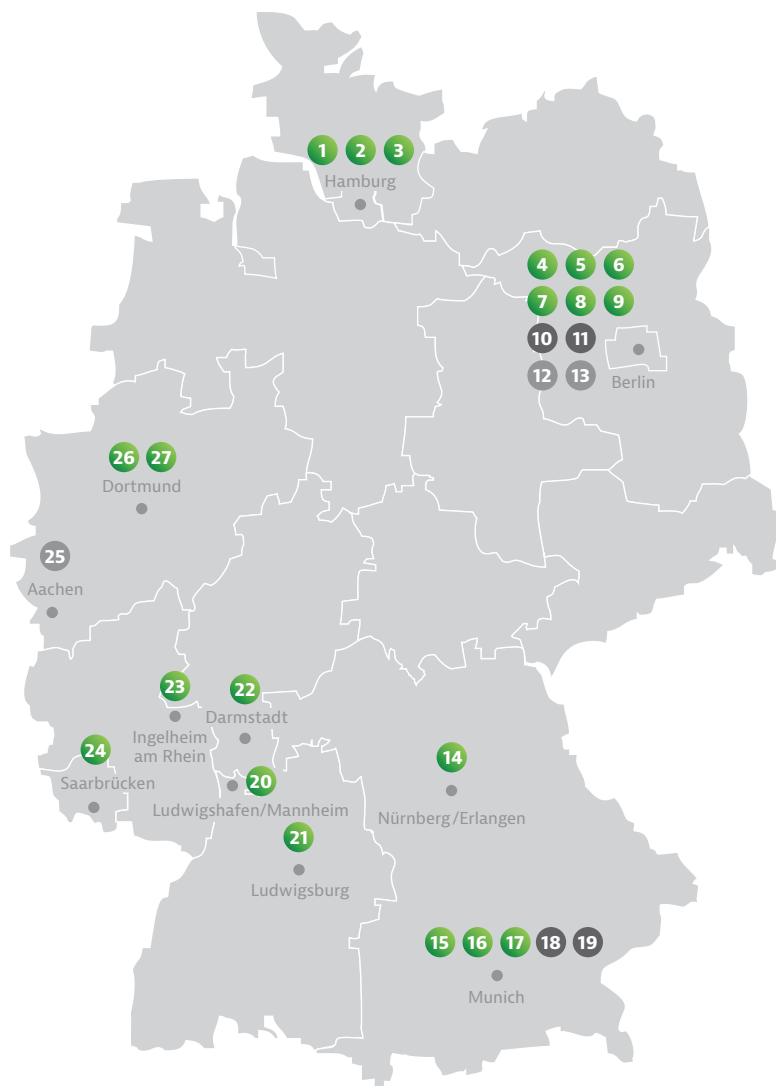 1 2 3
Hamburg
4 5 6
7 8 9
10 11
12 13
Berlin
26 27
Dortmund
25
Aachen
23
Ingelheim
am Rhein
22
Darmstadt
24
Saarbrücken
20
Ludwigshafen/Mannheim
14
Nürnberg/Erlangen
21
Ludwigsburg
15 16 17 18 19
Munich